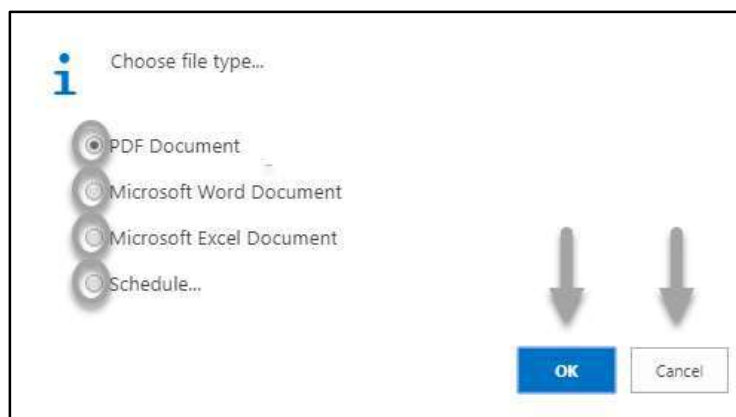 Choose file type...
PDF Document
Microsoft Word Document
Microsoft Excel Document
Schedule...
OK
Cancel